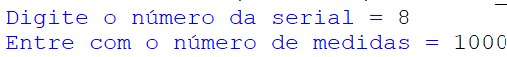 Digite o número da serial = 8
Entre com o número de medidas = 1000